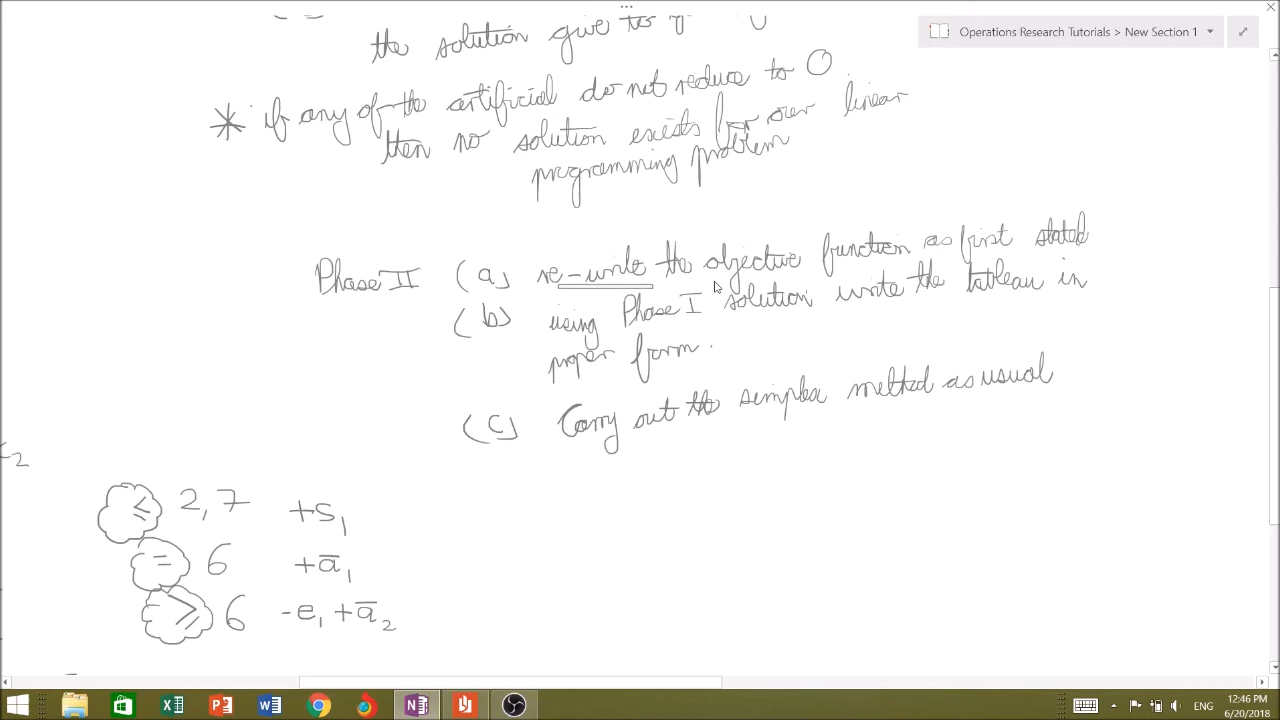 Operations Research Tutorials > New Section 1
the solution give
* if any of the artificial do not reduce to 0
then no solution exists for our linear
programming problem
Phase II (a) re-write the objective function as first stated
(b) using Phase I solution write the tableau in
proper form.
(c) Carry out the simplex method as usual
2
≤ 2,7 +s₁
= 6 +a̅₁
≥ 6 -e₁ +a̅₂
ENG
12:46 PM
6/20/2018